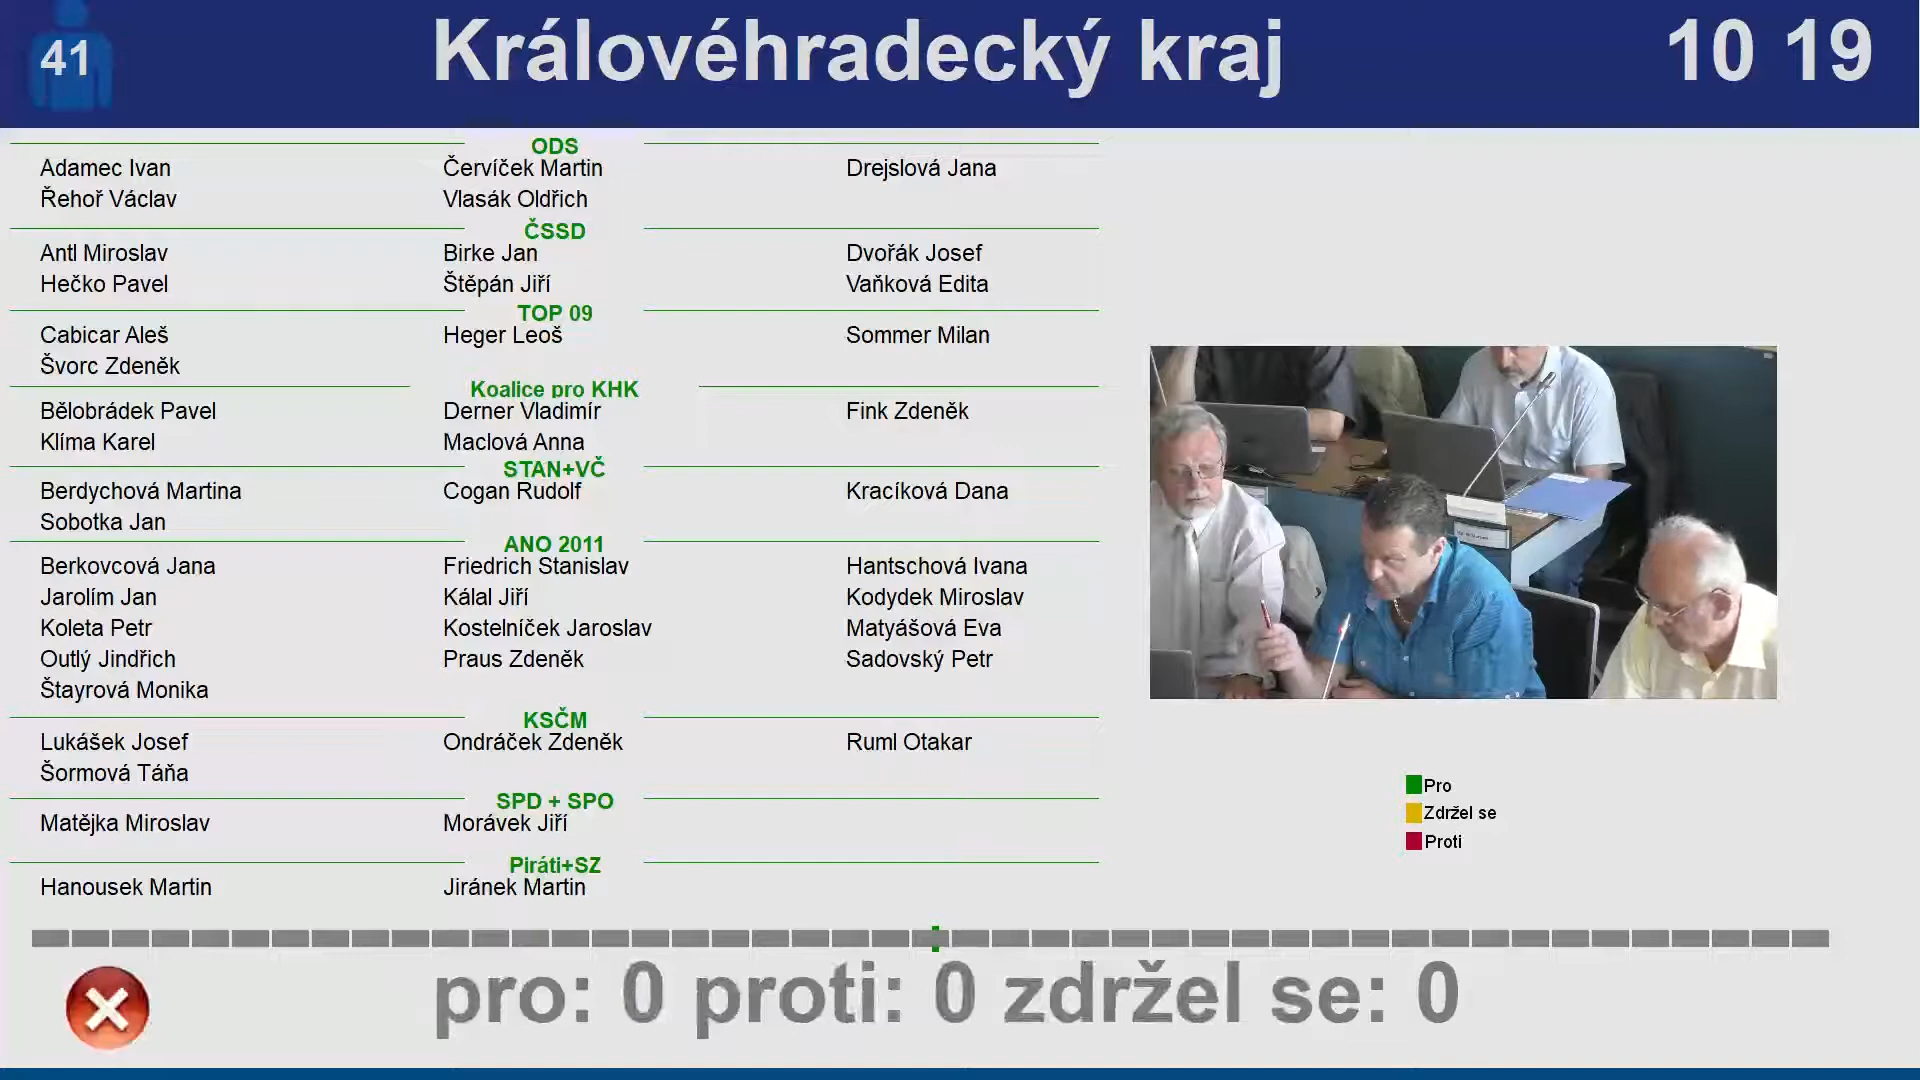 41
Královéhradecký kraj
10 19
ODS
Adamec Ivan Červíček Martin Drejslová Jana
Řehoř Václav Vlasák Oldřich
ČSSD
Antl Miroslav Birke Jan Dvořák Josef
Hečko Pavel Štěpán Jiří Vaňková Edita
TOP 09
Cabicar Aleš Heger Leoš Sommer Milan
Švorc Zdeněk
Koalice pro KHK
Bělobrádek Pavel Derner Vladimír Fink Zdeněk
Klíma Karel Maclová Anna
STAN+VČ
Berdychová Martina Cogan Rudolf Kracíková Dana
Sobotka Jan
ANO 2011
Berkovcová Jana Friedrich Stanislav Hantschová Ivana
Jarolím Jan Kálal Jiří Kodydek Miroslav
Koleta Petr Kostelníček Jaroslav Matyášová Eva
Outlý Jindřich Praus Zdeněk Sadovský Petr
Štayrová Monika
KSČM
Lukášek Josef Ondráček Zdeněk Ruml Otakar
Šormová Táňa
SPD + SPO
Matějka Miroslav Morávek Jiří
Piráti+SZ
Hanousek Martin Jiránek Martin
Pro
Zdržel se
Proti
pro: 0 proti: 0 zdržel se: 0